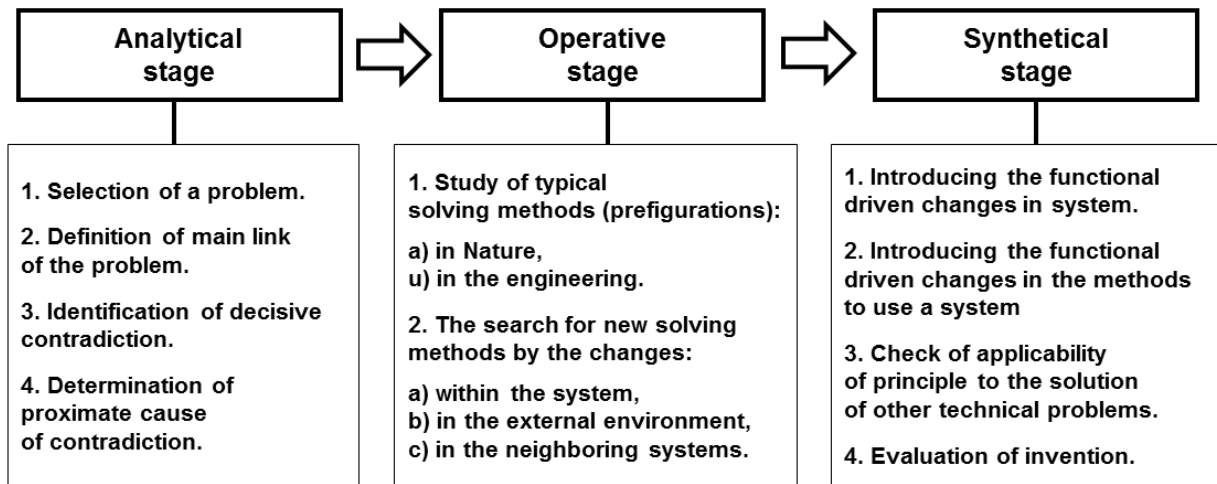 Analytical
stage
Operative
stage
Synthetical
stage
1. Selection of a problem.
2. Definition of main link
of the problem.
3. Identification of decisive
contradiction.
4. Determination of
proximate cause
of contradiction.
1. Study of typical
solving methods (prefigurations):
a) in Nature,
u) in the engineering.
2. The search for new solving
methods by the changes:
a) within the system,
b) in the external environment,
c) in the neighboring systems.
1. Introducing the functional
driven changes in system.
2. Introducing the functional
driven changes in the methods
to use a system
3. Check of applicability
of principle to the solution
of other technical problems.
4. Evaluation of invention.